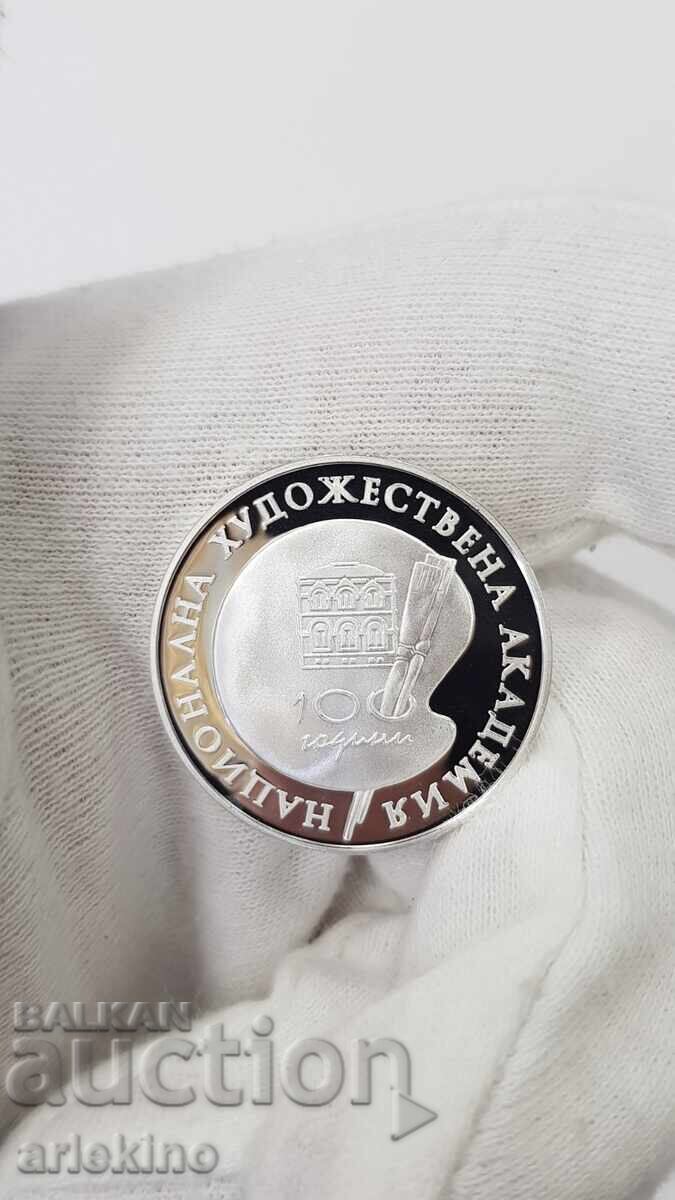 НАЦИОНАЛНА ХУДОЖЕСТВЕНА АКАДЕМИЯ
100
години
BALKAN
auction
arlekino